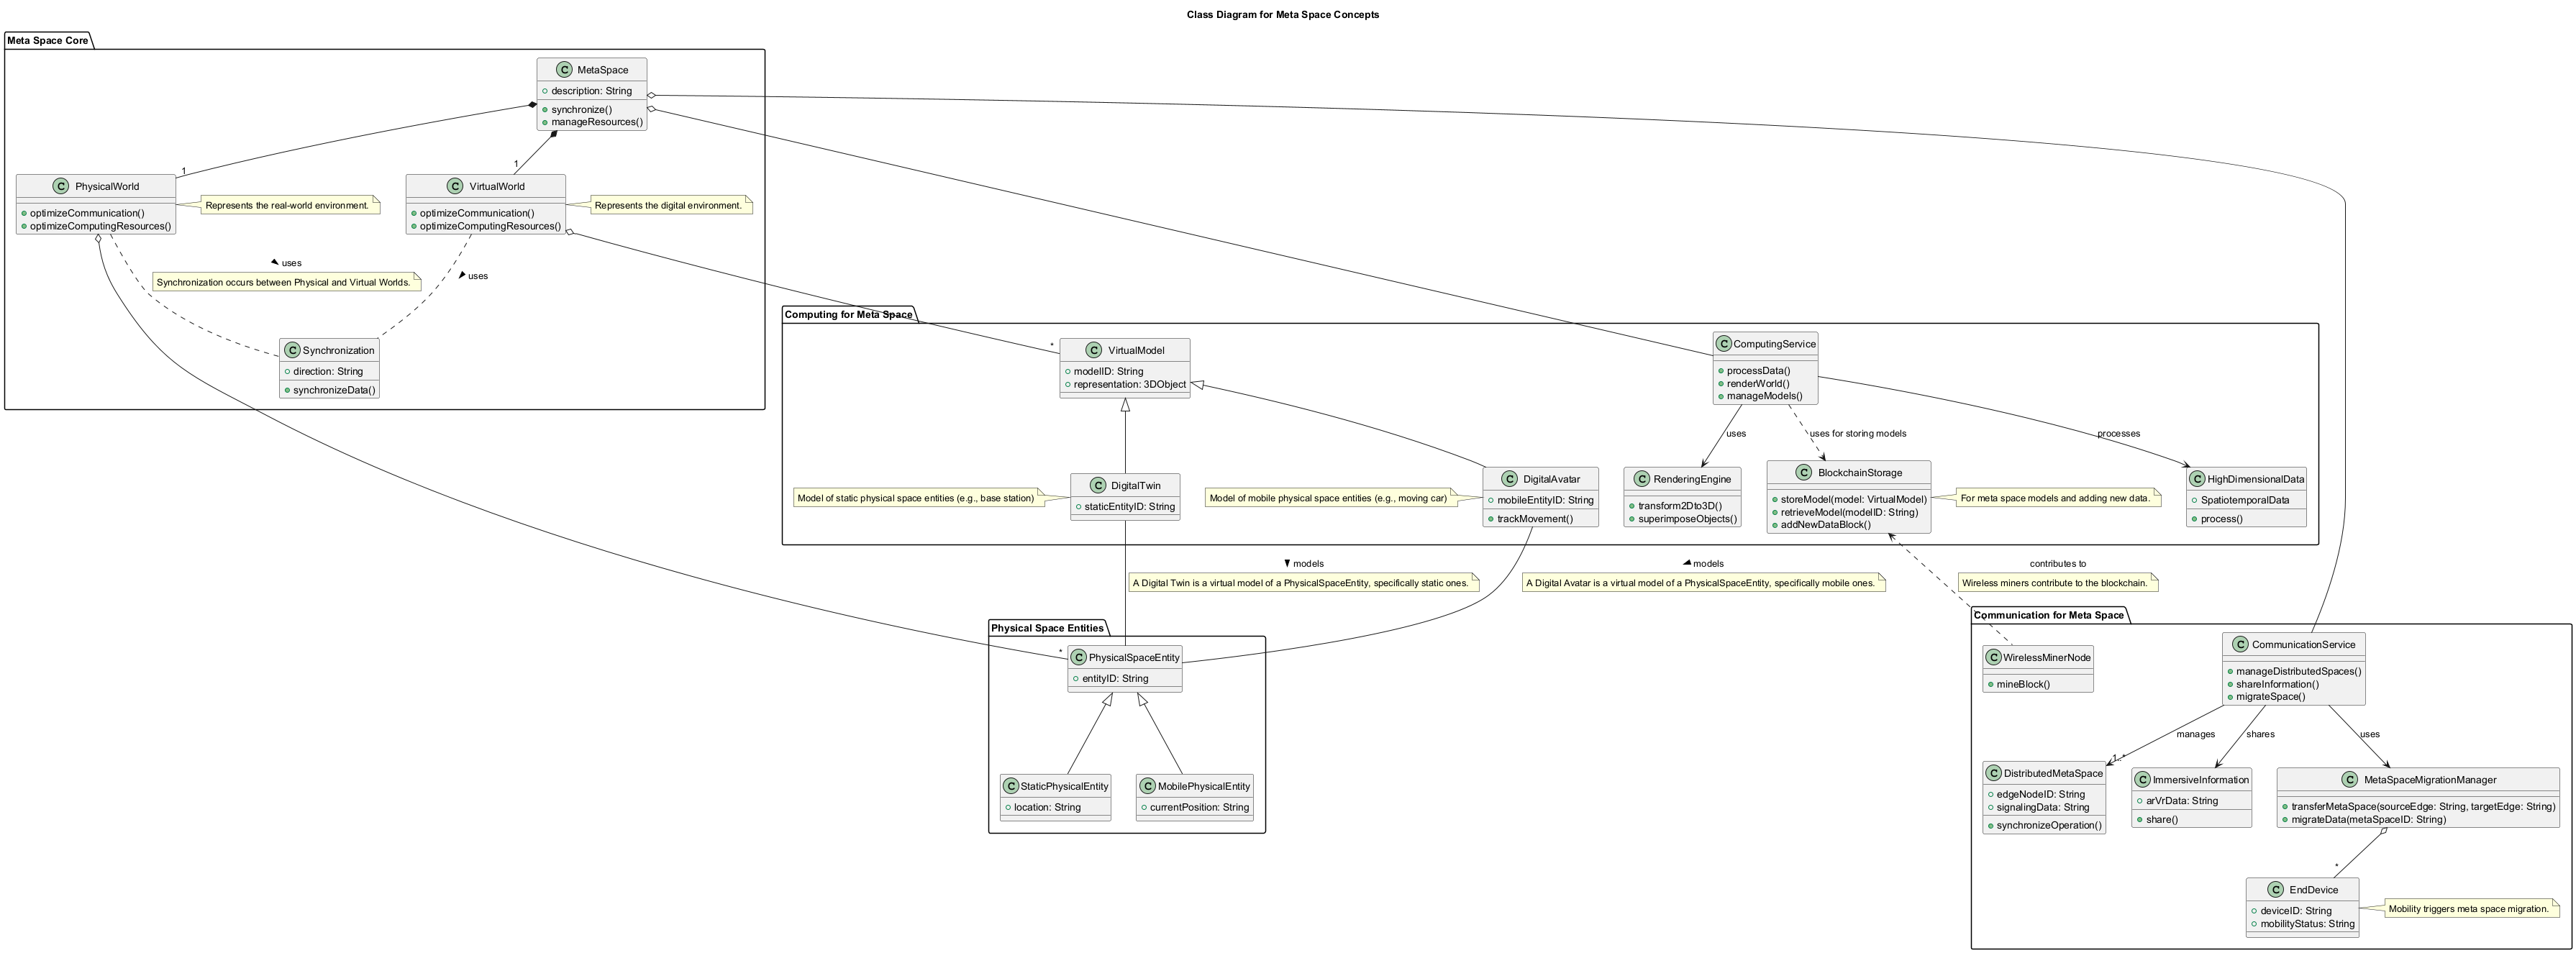 Class Diagram for Meta Space Concepts
Meta Space Core
C MetaSpace
description: String
synchronize()
manageResources()
1
1
C PhysicalWorld
optimizeCommunication()
optimizeComputingResources()
Represents the real-world environment.
C VirtualWorld
optimizeCommunication()
optimizeComputingResources()
Represents the digital environment.
uses
Synchronization occurs between Physical and Virtual Worlds.
uses
C Synchronization
direction: String
synchronizeData()
Computing for Meta Space
*
C VirtualModel
modelID: String
representation: 3DObject
C ComputingService
processData()
renderWorld()
manageModels()
uses
uses for storing models
processes
Model of static physical space entities (e.g., base station)
C DigitalTwin
staticEntityID: String
Model of mobile physical space entities (e.g., moving car)
C DigitalAvatar
mobileEntityID: String
trackMovement()
C RenderingEngine
transform2Dto3D()
superimposeObjects()
C BlockchainStorage
storeModel(model: VirtualModel)
retrieveModel(modelID: String)
addNewDataBlock()
For meta space models and adding new data.
C HighDimensionalData
SpatiotemporalData
process()
models
A Digital Twin is a virtual model of a PhysicalSpaceEntity, specifically static ones.
models
A Digital Avatar is a virtual model of a PhysicalSpaceEntity, specifically mobile ones.
contributes to
Wireless miners contribute to the blockchain.
Physical Space Entities
*
C PhysicalSpaceEntity
entityID: String
C StaticPhysicalEntity
location: String
C MobilePhysicalEntity
currentPosition: String
Communication for Meta Space
C WirelessMinerNode
mineBlock()
C CommunicationService
manageDistributedSpaces()
shareInformation()
migrateSpace()
manages
shares
uses
1..*
C DistributedMetaSpace
edgeNodeID: String
signalingData: String
synchronizeOperation()
C ImmersiveInformation
arVrData: String
share()
C MetaSpaceMigrationManager
transferMetaSpace(sourceEdge: String, targetEdge: String)
migrateData(metaSpaceID: String)
*
C EndDevice
deviceID: String
mobilityStatus: String
Mobility triggers meta space migration.